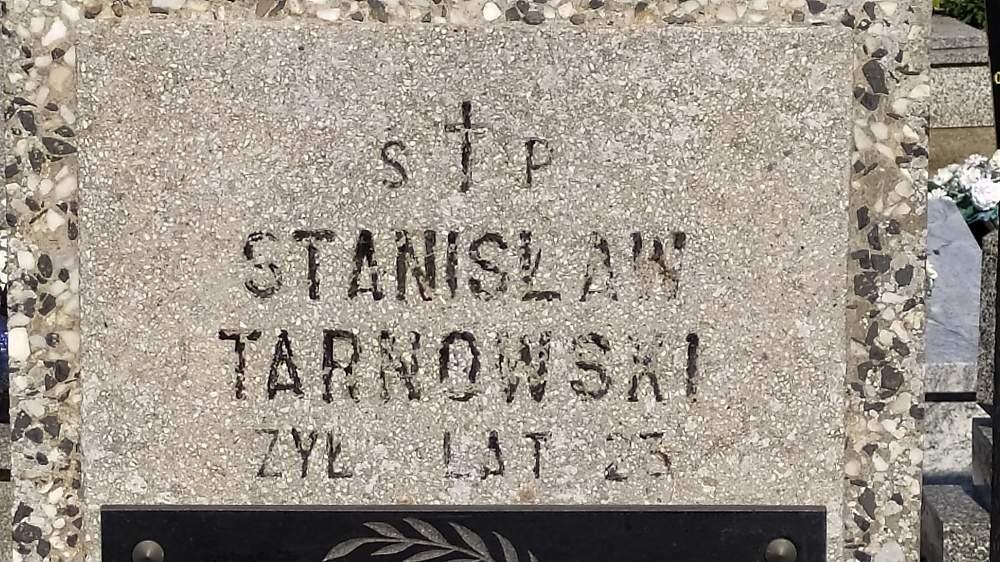 S † P
STANISŁAW
TARNOWSKI
ŻYŁ LAT 23